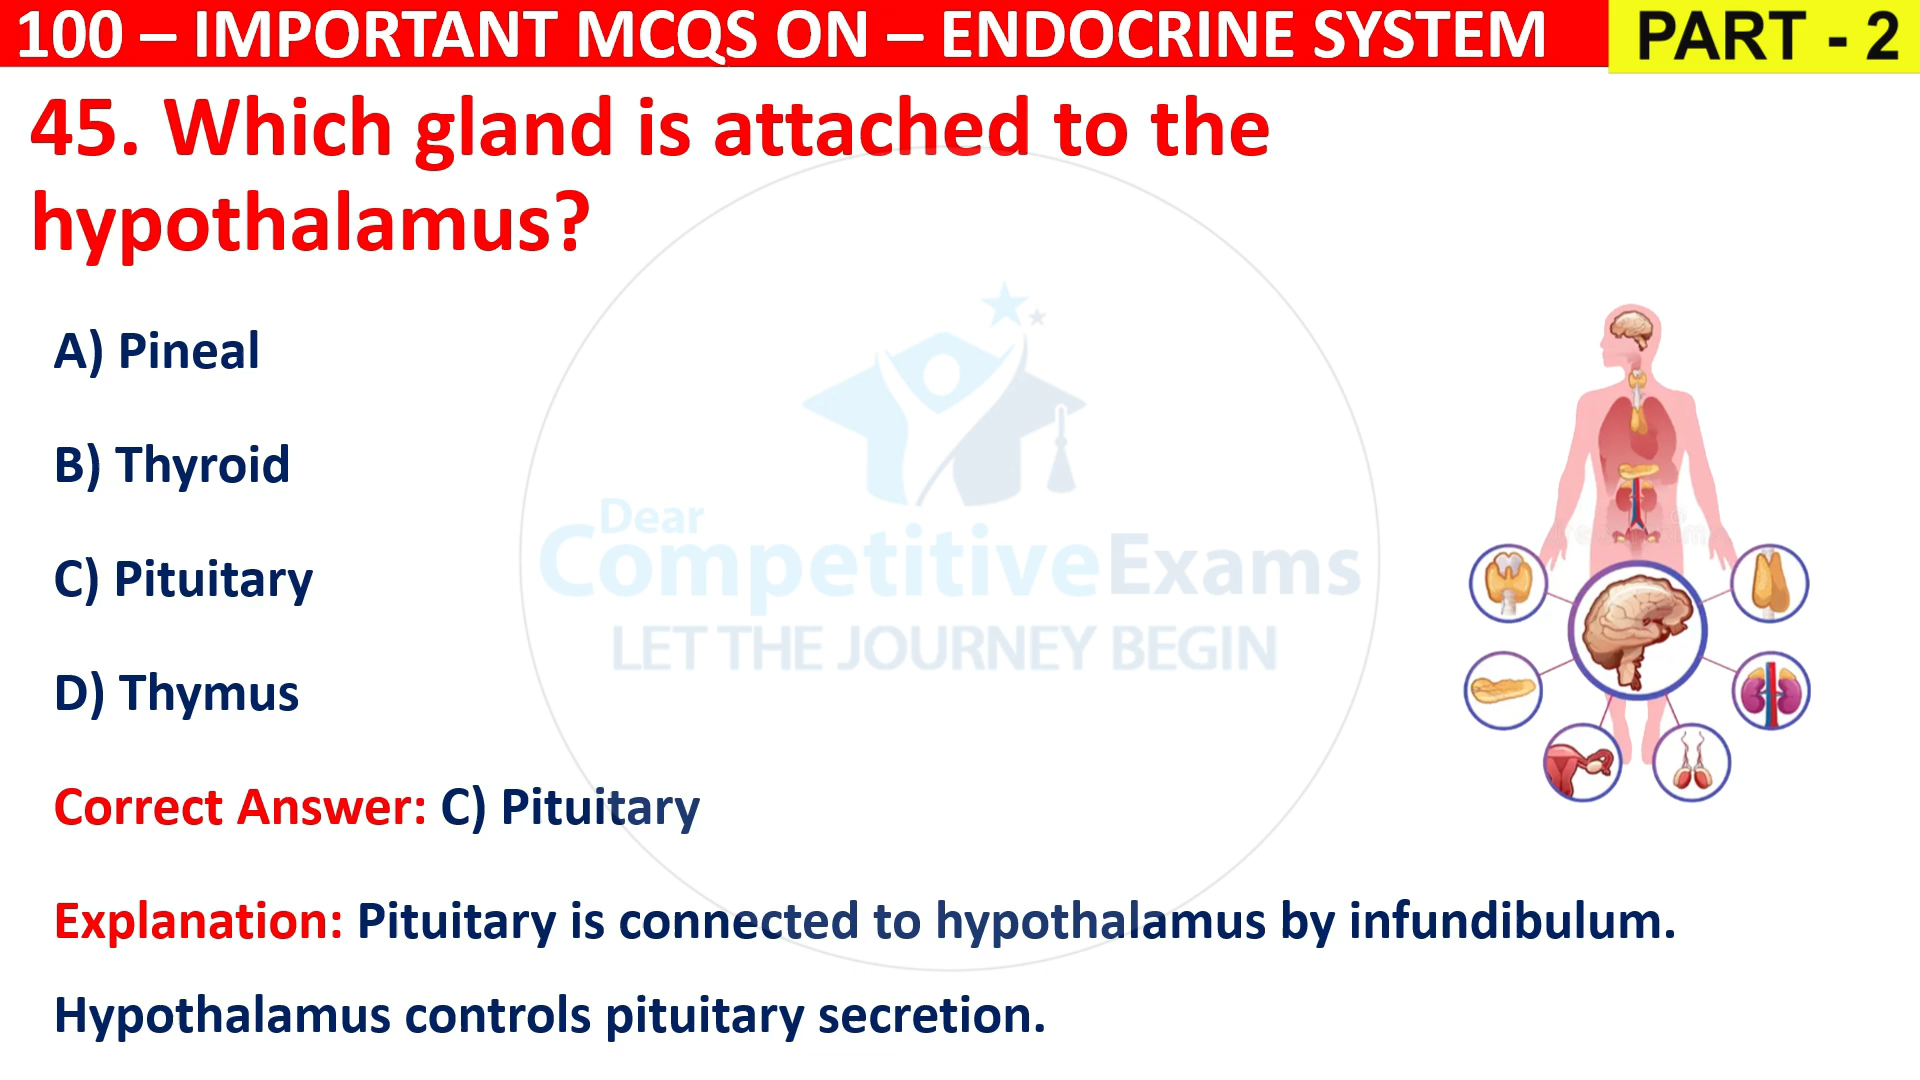 100 – IMPORTANT MCQS ON – ENDOCRINE SYSTEM
PART - 2
45. Which gland is attached to the
hypothalamus?
A) Pineal
B) Thyroid
C) Pituitary
D) Thymus
Dear
CompetitiveExams
LET THE JOURNEY BEGIN
Correct Answer: C) Pituitary
Explanation: Pituitary is connected to hypothalamus by infundibulum.
Hypothalamus controls pituitary secretion.